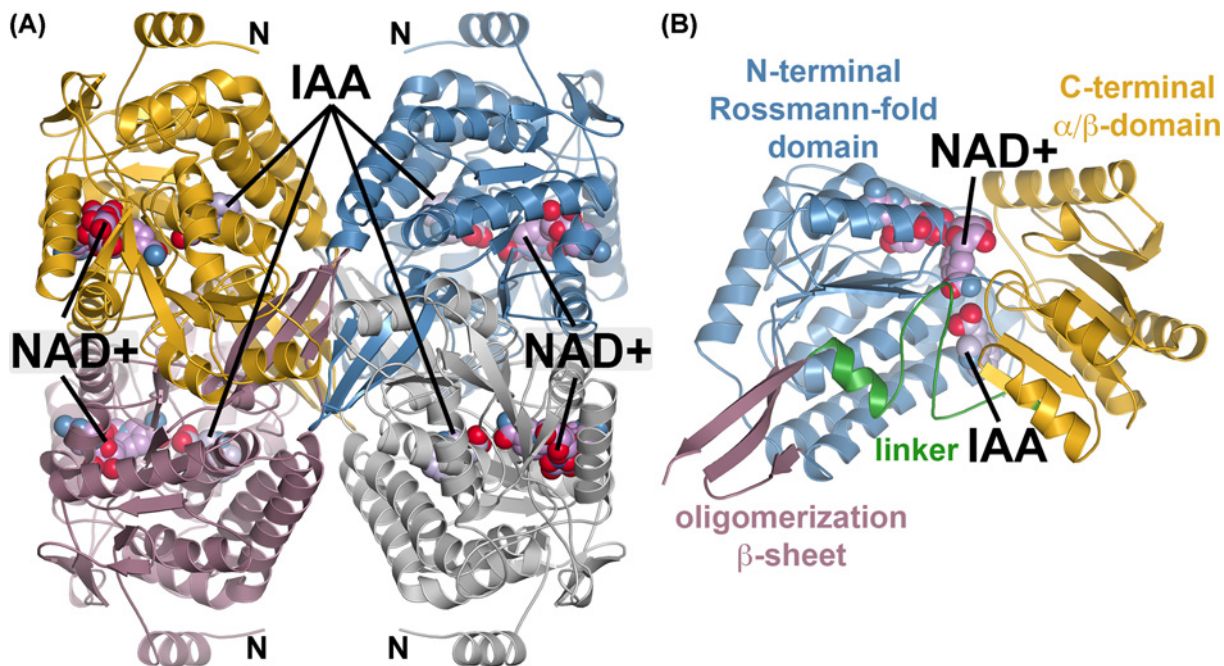 (A)
N
N
IAA
NAD+
NAD+
N
N
(B)
N-terminal
Rossmann-fold
domain
C-terminal
α/β-domain
NAD+
linker
IAA
oligomerization
β-sheet